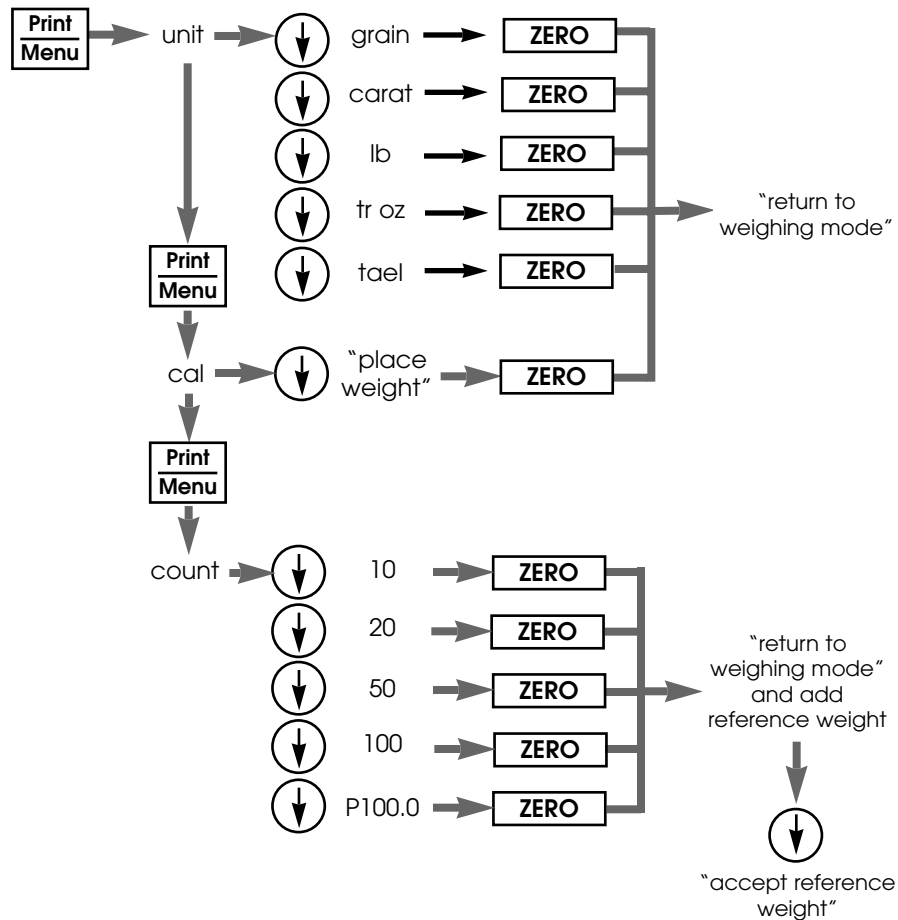 Print
Menu
unit
grain
ZERO
carat
ZERO
lb
ZERO
tr oz
ZERO
tael
ZERO
“return to
weighing mode”
Print
Menu
cal
“place
weight”
ZERO
Print
Menu
count
10
ZERO
20
ZERO
50
ZERO
100
ZERO
P100.0
ZERO
“return to
weighing mode”
and add
reference weight
“accept reference
weight”